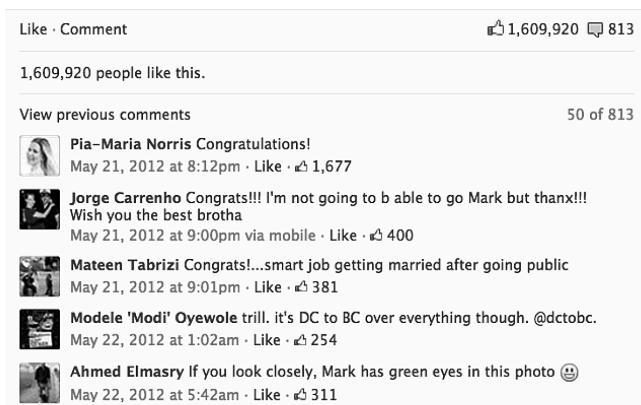 Like · Comment 1,609,920 813
1,609,920 people like this.
View previous comments 50 of 813
Pia-Maria Norris Congratulations!
May 21, 2012 at 8:12pm · Like · 1,677
Jorge Carrenho Congrats!!! I'm not going to b able to go Mark but thanx!!!
Wish you the best brotha
May 21, 2012 at 9:00pm via mobile · Like · 400
Mateen Tabrizi Congrats!...smart job getting married after going public
May 21, 2012 at 9:01pm · Like · 381
Modele 'Modi' Oyewole trill. it's DC to BC over everything though. @dctobc.
May 22, 2012 at 1:02am · Like · 254
Ahmed Elmasry If you look closely, Mark has green eyes in this photo 😃
May 22, 2012 at 5:42am · Like · 311